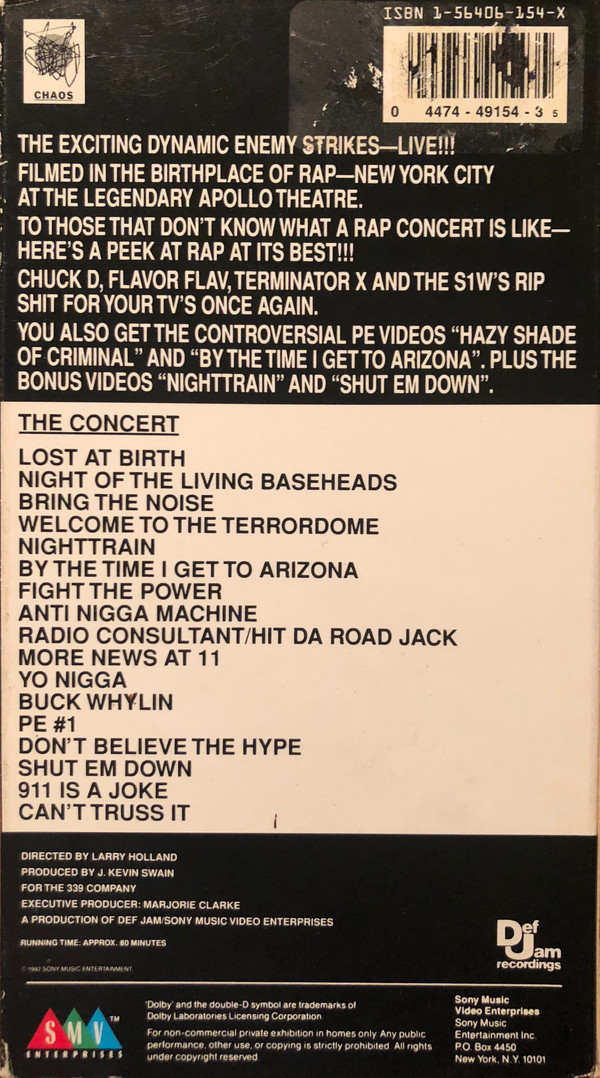 ISBN 1-56406-154-X
CHAOS
0 4474-49154-3 5
THE EXCITING DYNAMIC ENEMY STRIKES—LIVE!!!
FILMED IN THE BIRTHPLACE OF RAP—NEW YORK CITY
AT THE LEGENDARY APOLLO THEATRE.
TO THOSE THAT DON'T KNOW WHAT A RAP CONCERT IS LIKE—
HERE'S A PEEK AT RAP AT ITS BEST!!!
CHUCK D, FLAVOR FLAV, TERMINATOR X AND THE S1W'S RIP
SHIT FOR YOUR TV'S ONCE AGAIN.
YOU ALSO GET THE CONTROVERSIAL PE VIDEOS "HAZY SHADE
OF CRIMINAL" AND "BY THE TIME I GET TO ARIZONA". PLUS THE
BONUS VIDEOS "NIGHTTRAIN" AND "SHUT EM DOWN".
THE CONCERT
LOST AT BIRTH
NIGHT OF THE LIVING BASEHEADS
BRING THE NOISE
WELCOME TO THE TERRORDOME
NIGHTTRAIN
BY THE TIME I GET TO ARIZONA
FIGHT THE POWER
ANTI NIGGA MACHINE
RADIO CONSULTANT/HIT DA ROAD JACK
MORE NEWS AT 11
YO NIGGA
BUCK WHYLIN
PE #1
DON'T BELIEVE THE HYPE
SHUT EM DOWN
911 IS A JOKE
CAN'T TRUSS IT
DIRECTED BY LARRY HOLLAND
PRODUCED BY J. KEVIN SWAIN
FOR THE 339 COMPANY
EXECUTIVE PRODUCER: MARJORIE CLARKE
A PRODUCTION OF DEF JAM/SONY MUSIC VIDEO ENTERPRISES
RUNNING TIME: APPROX. 80 MINUTES
© 1992 SONY MUSIC ENTERTAINMENT
Def
Jam
recordings
SMV™
ENTERPRISES
'Dolby' and the double-D symbol are trademarks of
Dolby Laboratories Licensing Corporation
For non-commercial private exhibition in homes only. Any public
performance, other use, or copying is strictly prohibited. All rights
under copyright reserved.
Sony Music
Video Enterprises
Sony Music
Entertainment Inc.
P.O. Box 4450
New York, N.Y. 10101